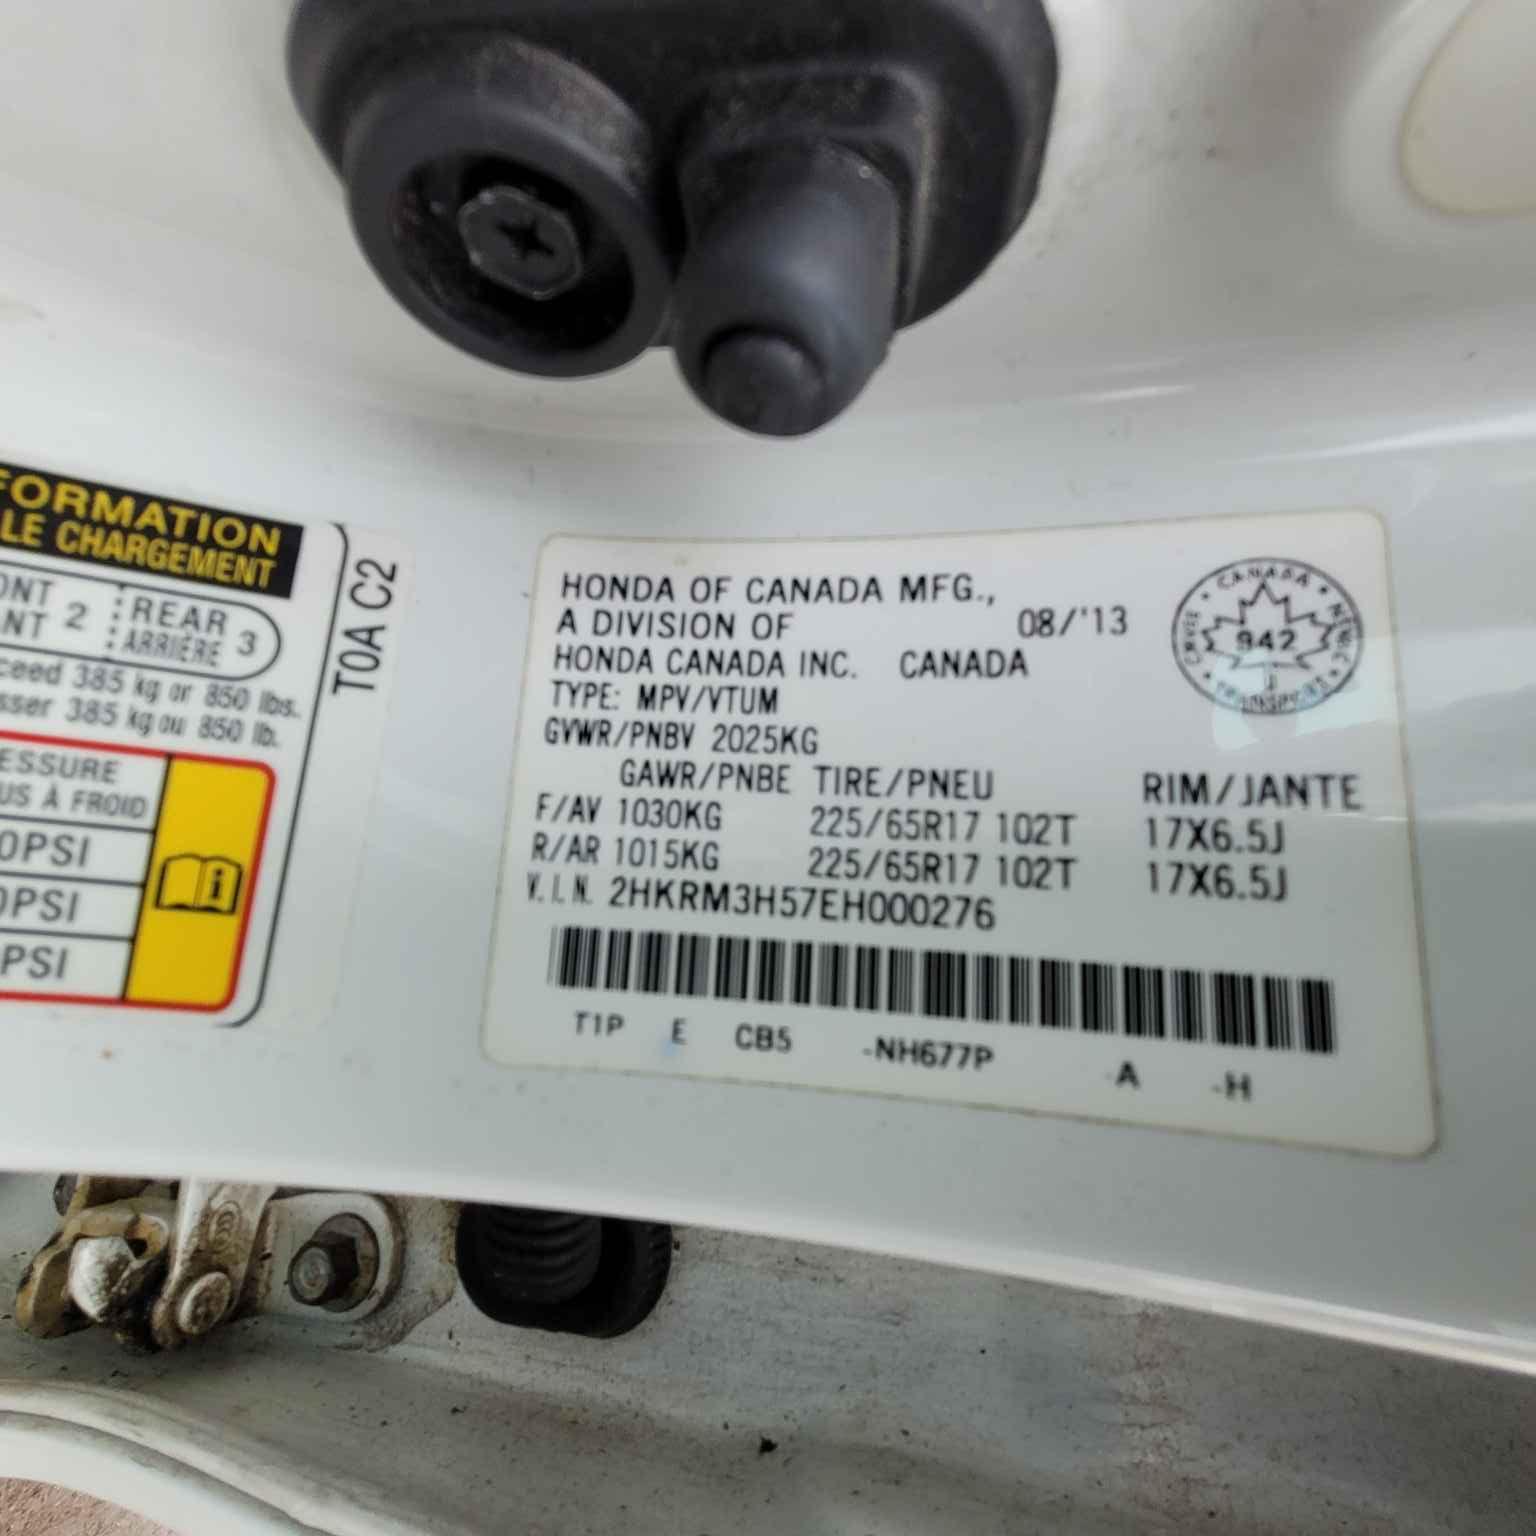 FORMATION
LE CHARGEMENT
ONT 2 REAR 3
NT ARRIÈRE
ceed 385 kg or 850 lbs.
sser 385 kg ou 850 lb.
ESSURE
US À FROID
0PSI
0PSI
PSI
T0A C2
HONDA OF CANADA MFG.,
A DIVISION OF 08/'13
HONDA CANADA INC. CANADA
TYPE: MPV/VTUM
GVWR/PNBV 2025KG
GAWR/PNBE TIRE/PNEU RIM/JANTE
F/AV 1030KG 225/65R17 102T 17X6.5J
R/AR 1015KG 225/65R17 102T 17X6.5J
V.I.N. 2HKRM3H57EH000276
T1P E CB5 -NH677P -A -H
CANADA
942
TRANSPORT